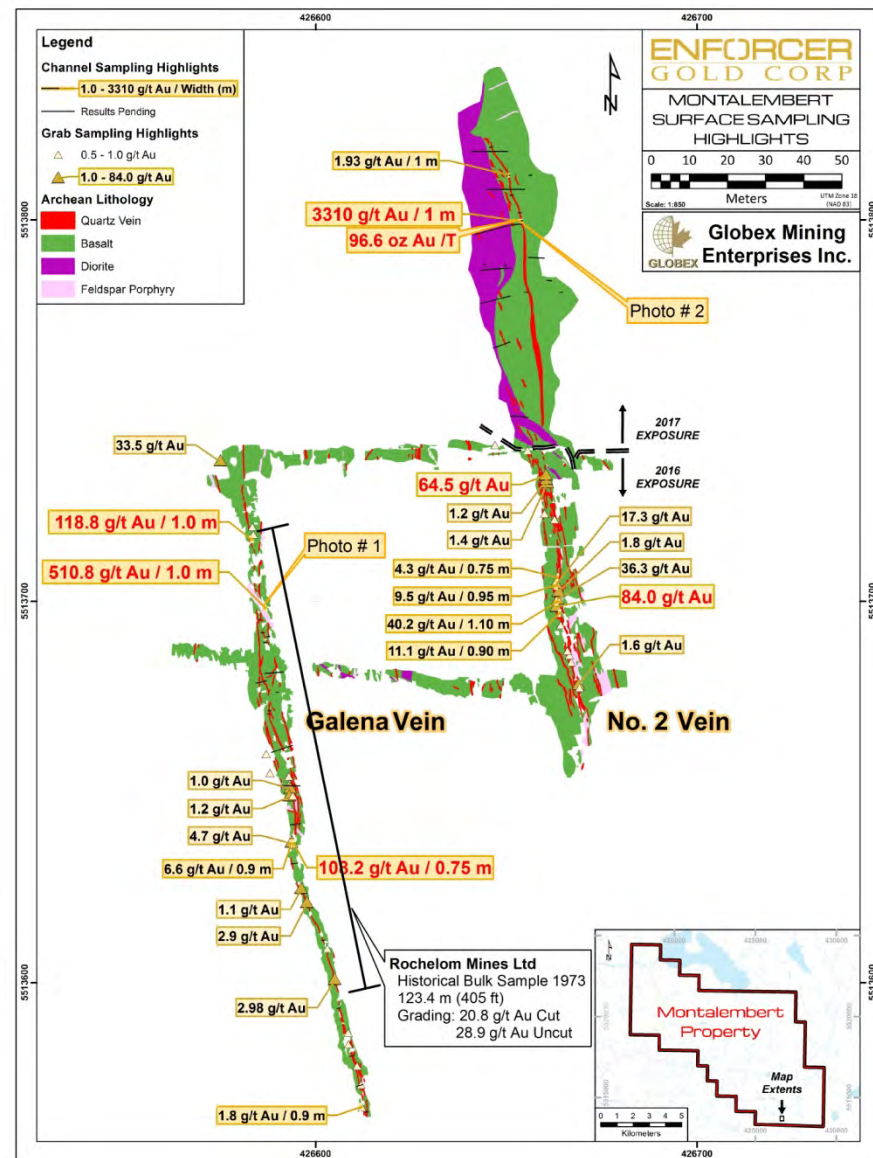 426600
426700
Legend
Channel Sampling Highlights
1.0 - 3310 g/t Au / Width (m)
Results Pending
Grab Sampling Highlights
0.5 - 1.0 g/t Au
1.0 - 84.0 g/t Au
Archean Lithology
Quartz Vein
Basalt
Diorite
Feldspar Porphyry
N
ENFORCER
GOLD CORP
MONTALEMBERT
SURFACE SAMPLING
HIGHLIGHTS
0 10 20 30 40 50
Meters
Scale: 1:850
UTM Zone 18
(NAD 83)
GLOBEX
Globex Mining
Enterprises Inc.
5513800
5513800
1.93 g/t Au / 1 m
3310 g/t Au / 1 m
96.6 oz Au /T
Photo # 2
2017
EXPOSURE
2016
EXPOSURE
33.5 g/t Au
64.5 g/t Au
1.2 g/t Au
1.4 g/t Au
118.8 g/t Au / 1.0 m
Photo # 1
510.8 g/t Au / 1.0 m
17.3 g/t Au
1.8 g/t Au
36.3 g/t Au
84.0 g/t Au
4.3 g/t Au / 0.75 m
9.5 g/t Au / 0.95 m
40.2 g/t Au / 1.10 m
11.1 g/t Au / 0.90 m
1.6 g/t Au
5513700
5513700
Galena Vein
No. 2 Vein
1.0 g/t Au
1.2 g/t Au
4.7 g/t Au
6.6 g/t Au / 0.9 m
108.2 g/t Au / 0.75 m
1.1 g/t Au
2.9 g/t Au
2.98 g/t Au
1.8 g/t Au / 0.9 m
Rochelom Mines Ltd
Historical Bulk Sample 1973
123.4 m (405 ft)
Grading: 20.8 g/t Au Cut
28.9 g/t Au Uncut
5513600
5513600
Montalembert
Property
Map
Extents
0 1 2 3 4 5
Kilometers
426600
426700